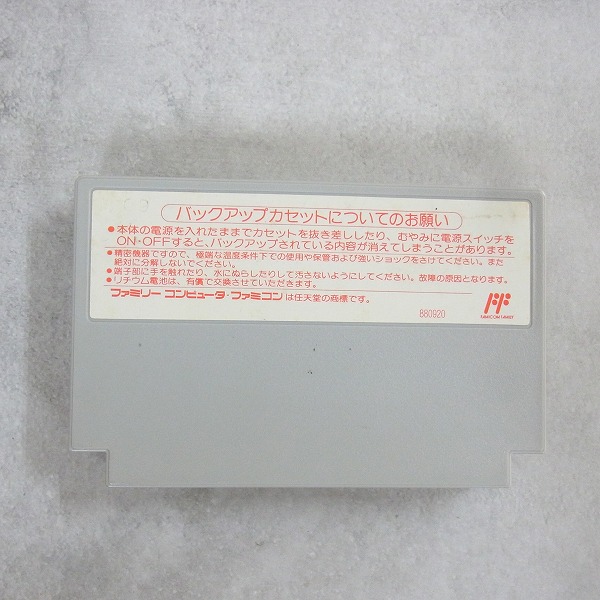 バックアップカセットについてのお願い
●本体の電源を入れたままでカセットを抜き差ししたり、むやみに電源スイッチを
ON・OFFすると、バックアップされている内容が消えてしまうことがあります。
●精密機器ですので、極端な温度条件下での使用や保管および強いショックをさけてください。また
絶対に分解しないでください。
●端子部に手を触れたり、水にぬらしたりして汚さないようにしてください。故障の原因となります。
●リチウム電池は、有償で交換させていただきます。
ファミリーコンピュータ・ファミコンは任天堂の商標です。
FAMICOM FAMILY
880920